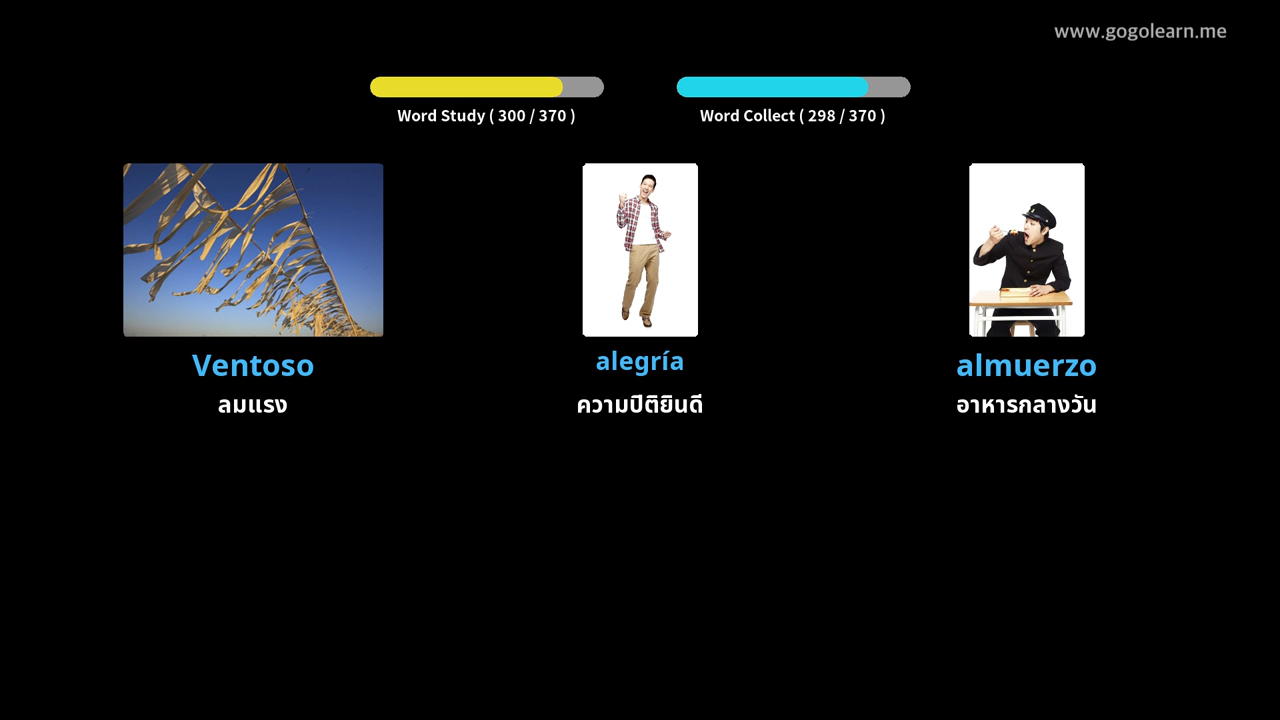 www.gogolearn.me
Word Study ( 300 / 370 )
Word Collect ( 298 / 370 )
Ventoso
ลมแรง
alegría
ความปีติยินดี
almuerzo
อาหารกลางวัน